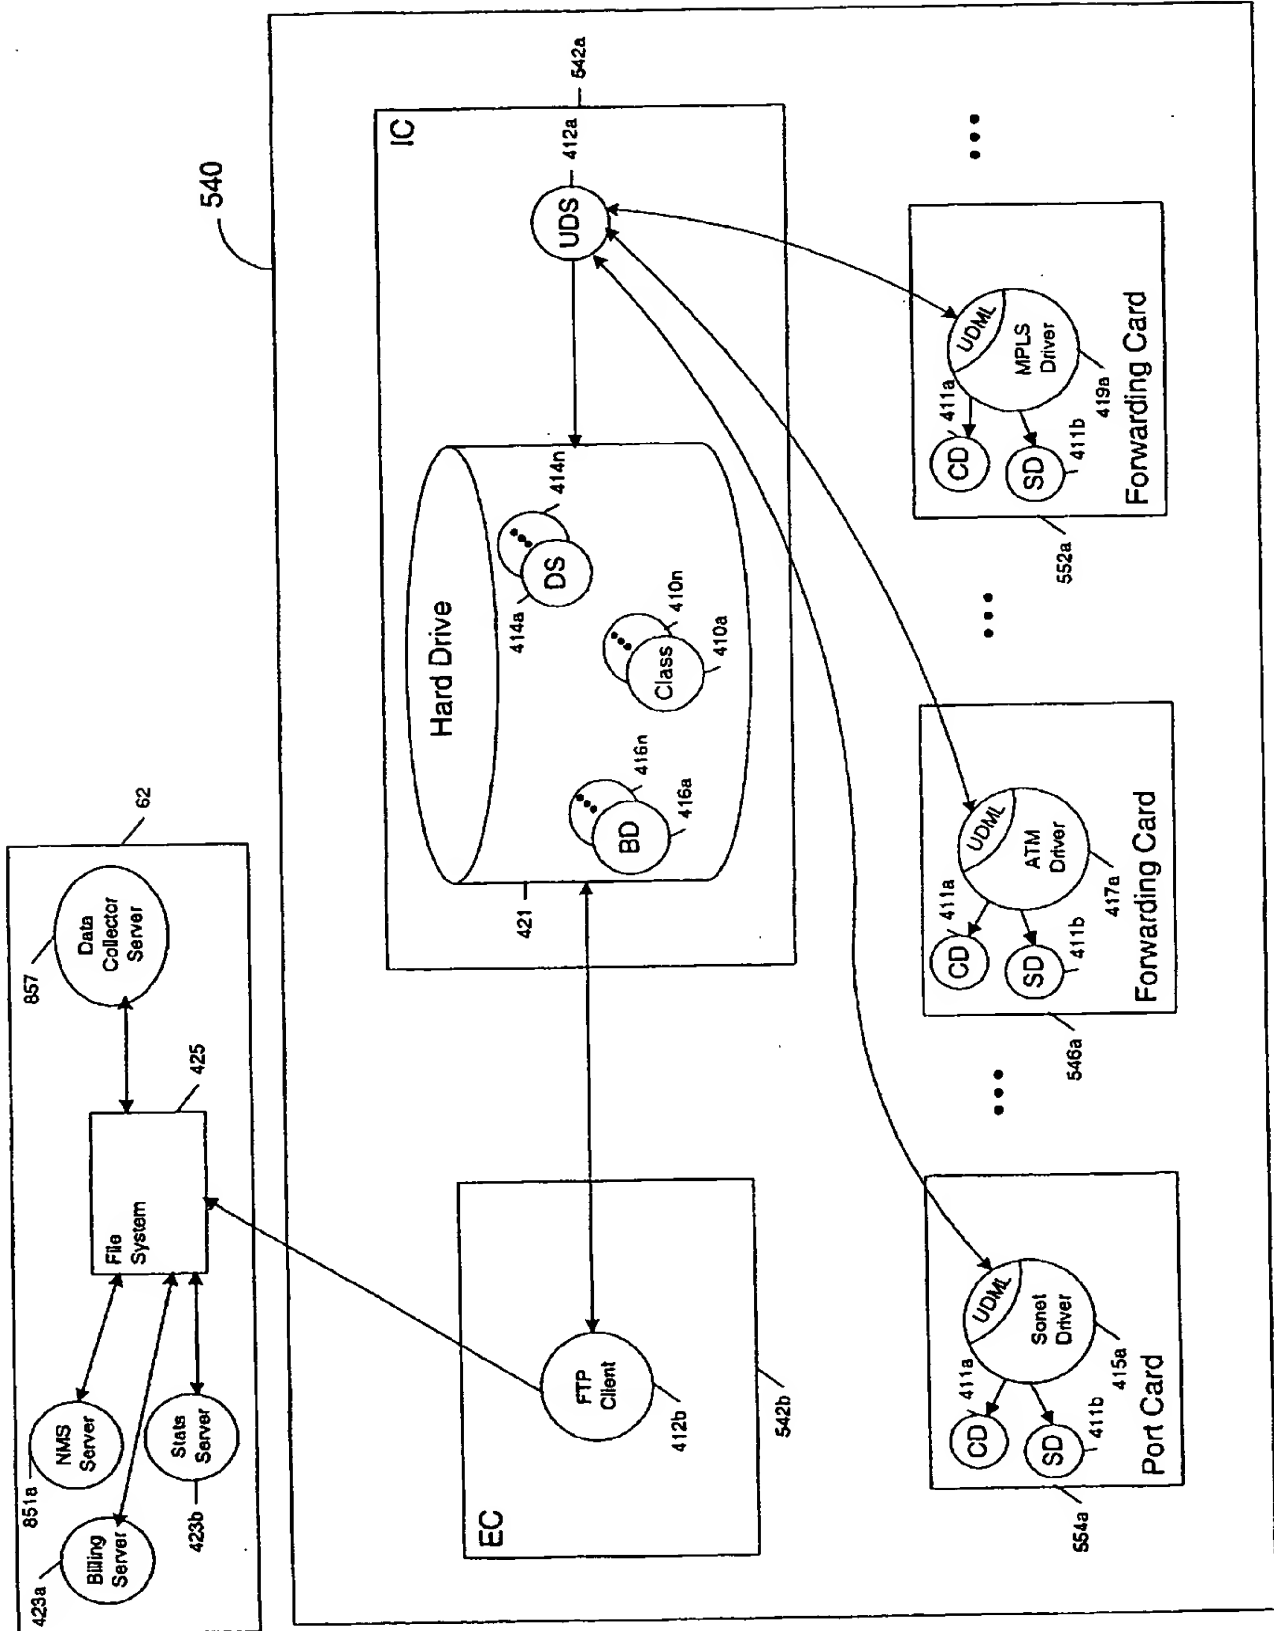 62
857
Data
Collector
Server
425
File
System
851a
NMS
Server
Stats
Server
423b
423a
Billing
Server
540
542a
IC
412a
UDS
Hard Drive
414n
414a
DS
410n
Class
410a
416n
BD
416a
421
EC
FTP
Client
412b
542b
UDML
Sonet
Driver
411a
CD
SD
411b
415a
Port Card
554a
UDML
ATM
Driver
411a
CD
SD
411b
417a
Forwarding Card
546a
UDML
MPLS
Driver
411a
CD
SD
411b
419a
Forwarding Card
552a